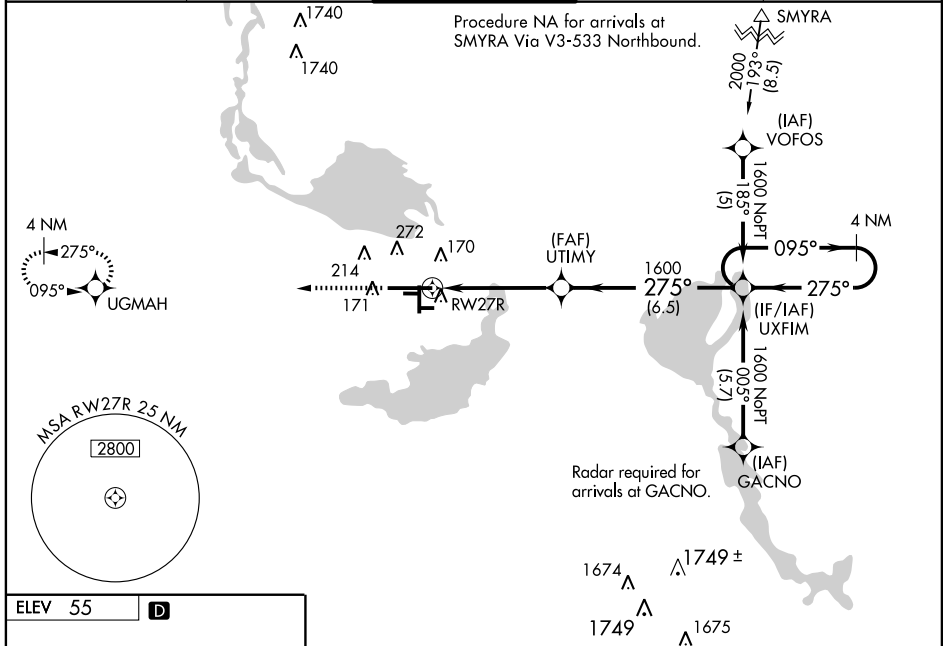 1740
1740
Procedure NA for arrivals at
SMYRA Via V3-533 Northbound.
SMYRA
2000
193°
(8.5)
(IAF)
VOFOS
1600 NoPT
185°
(5)
4 NM
275°
095°
UGMAH
272
170
214
171
RW27R
(FAF)
UTIMY
1600
275°
(6.5)
4 NM
095°
275°
(IF/IAF)
UXFIM
1600 NoPT
005°
(5.7)
(IAF)
GACNO
MSA RW27R 25 NM
2800
Radar required for
arrivals at GACNO.
1674
1749 ±
1749
1675
ELEV 55
D